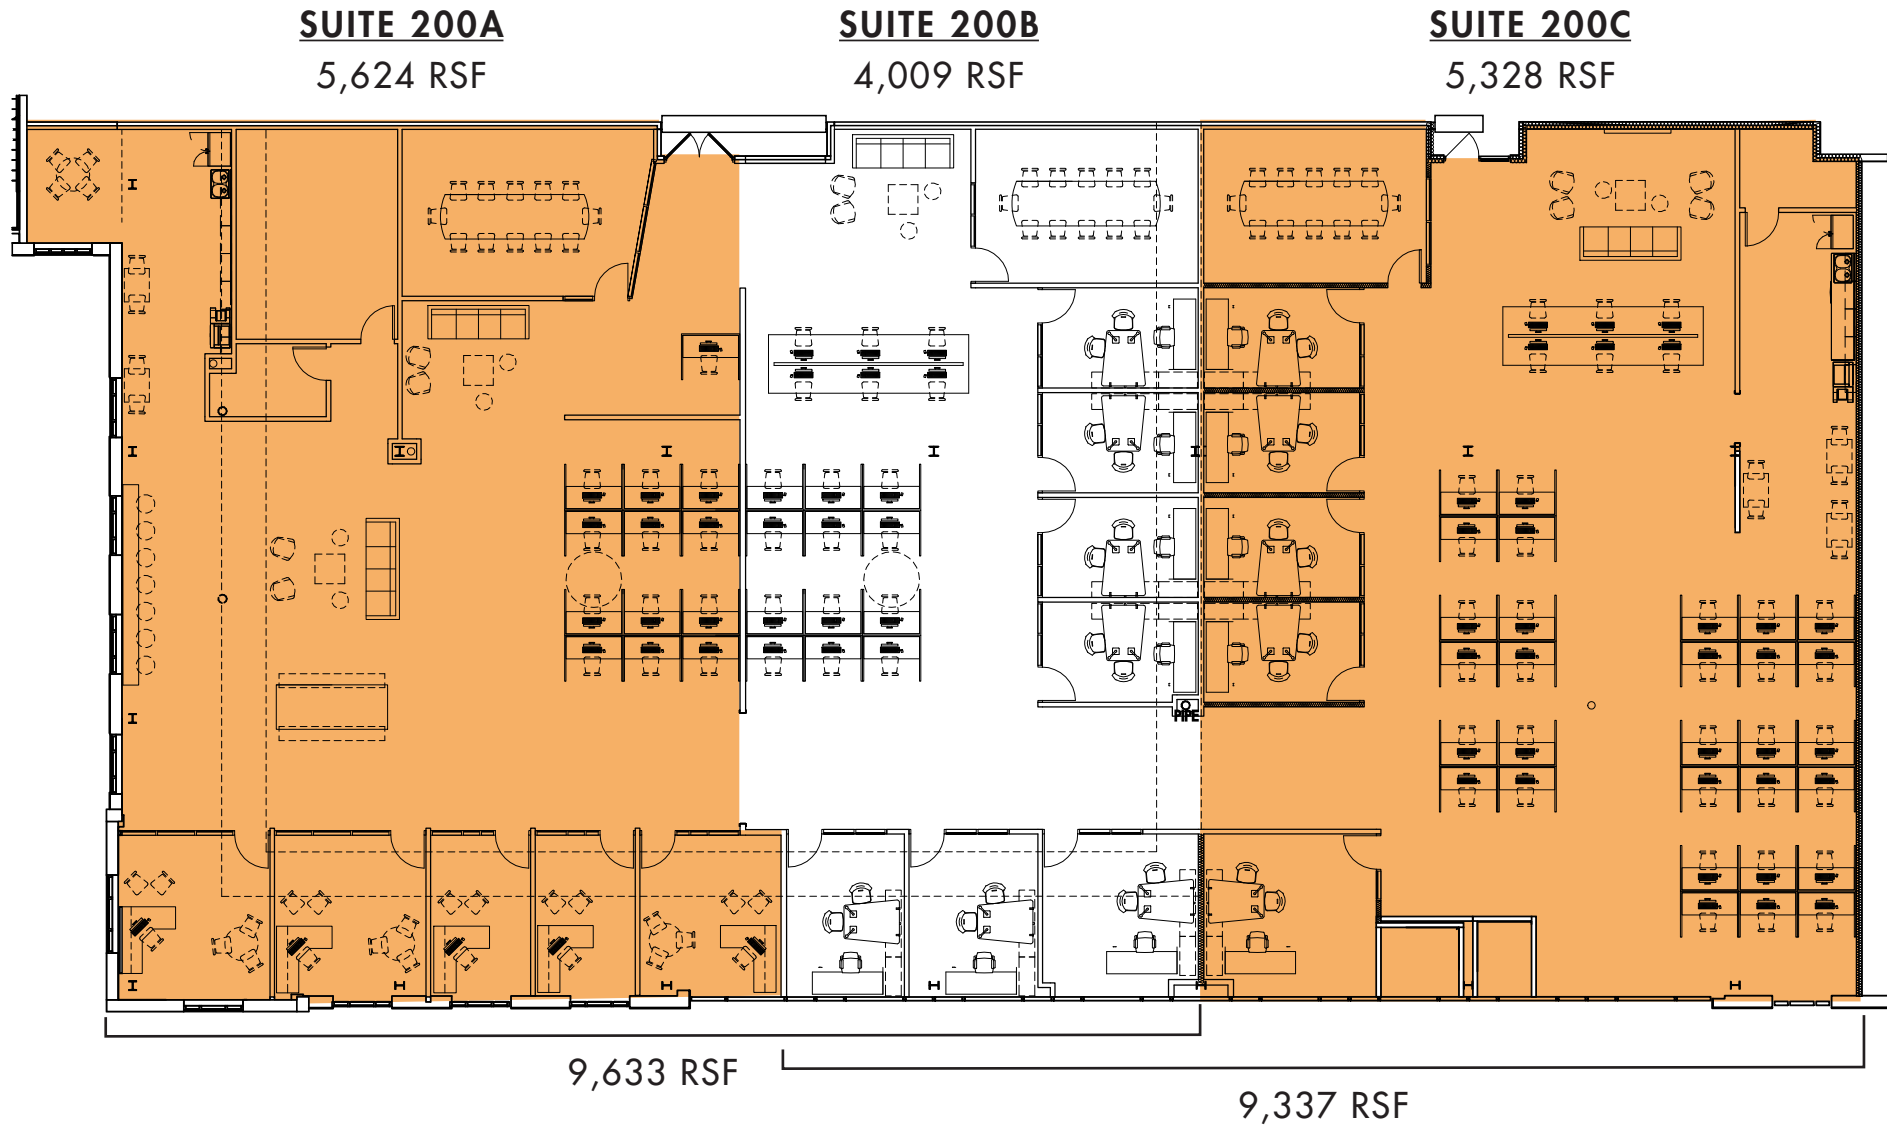 SUITE 200A
5,624 RSF
SUITE 200B
4,009 RSF
SUITE 200C
5,328 RSF
PIPE
9,633 RSF
9,337 RSF